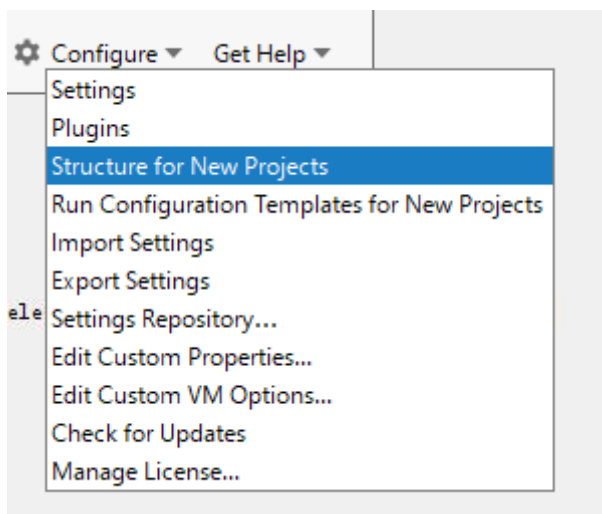 Configure Get Help
Settings
Plugins
Structure for New Projects
Run Configuration Templates for New Projects
Import Settings
Export Settings
ele Settings Repository...
Edit Custom Properties...
Edit Custom VM Options...
Check for Updates
Manage License...